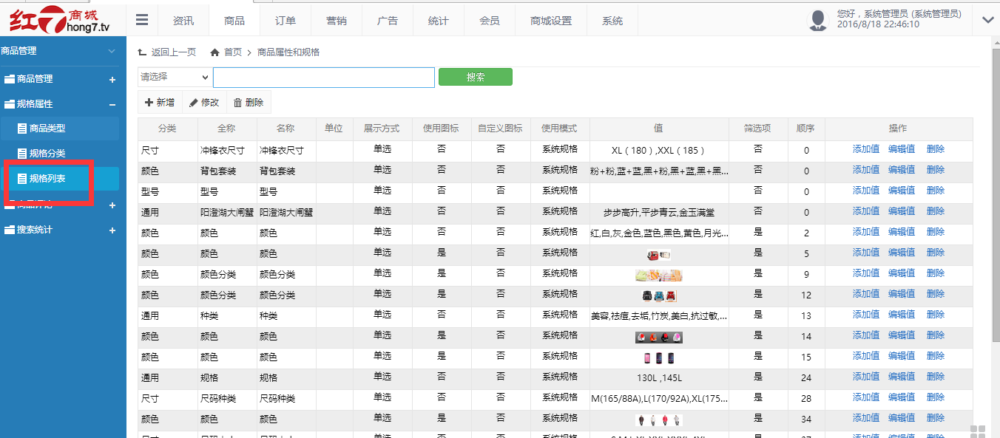 红7商城
hong7.tv
资讯 商品 订单 营销 广告 统计 会员 商城设置 系统
您好，系统管理员 (系统管理员)
2016/8/18 22:46:10
商品管理
商品管理
规格属性
商品类型
规格分类
规格列表
搜索统计
返回上一页 首页 商品属性和规格
请选择 搜索
新增 修改 删除
分类 全称 名称 单位 展示方式 使用图标 自定义图标 使用模式 值 筛选项 顺序 操作
尺寸 冲锋衣尺寸 冲锋衣尺寸 单选 否 否 系统规格 XL（180）,XXL（185） 否 0 添加值 编辑值 删除
颜色 背包套装 背包套装 单选 否 否 系统规格 粉+粉,蓝+蓝,黑+粉,黑+蓝,黑+黑... 否 0 添加值 编辑值 删除
型号 型号 型号 单选 否 否 系统规格 否 0 添加值 编辑值 删除
通用 阳澄湖大闸蟹 阳澄湖大闸蟹 单选 否 否 系统规格 步步高升,平步青云,金玉满堂 否 0 添加值 编辑值 删除
颜色 颜色 颜色 单选 否 否 系统规格 红,白,灰,金色,蓝色,黑色,黄色,月光... 是 2 添加值 编辑值 删除
颜色 颜色 颜色 单选 是 否 系统规格 是 5 添加值 编辑值 删除
颜色 颜色分类 颜色分类 单选 是 否 系统规格 是 9 添加值 编辑值 删除
颜色 颜色分类 颜色分类 单选 是 否 系统规格 是 12 添加值 编辑值 删除
通用 种类 种类 单选 否 否 系统规格 美容,祛痘,去垢,竹炭,美白,抗过敏,... 是 13 添加值 编辑值 删除
颜色 颜色 颜色 单选 是 否 系统规格 是 14 添加值 编辑值 删除
颜色 颜色 颜色 单选 是 否 系统规格 是 15 添加值 编辑值 删除
通用 规格 规格 单选 否 否 系统规格 130L ,145L 是 24 添加值 编辑值 删除
尺寸 尺码种类 尺码种类 单选 否 否 系统规格 M(165/88A),L(170/92A),XL(175... 是 28 添加值 编辑值 删除
颜色 颜色 颜色 单选 是 否 系统规格 是 34 添加值 编辑值 删除